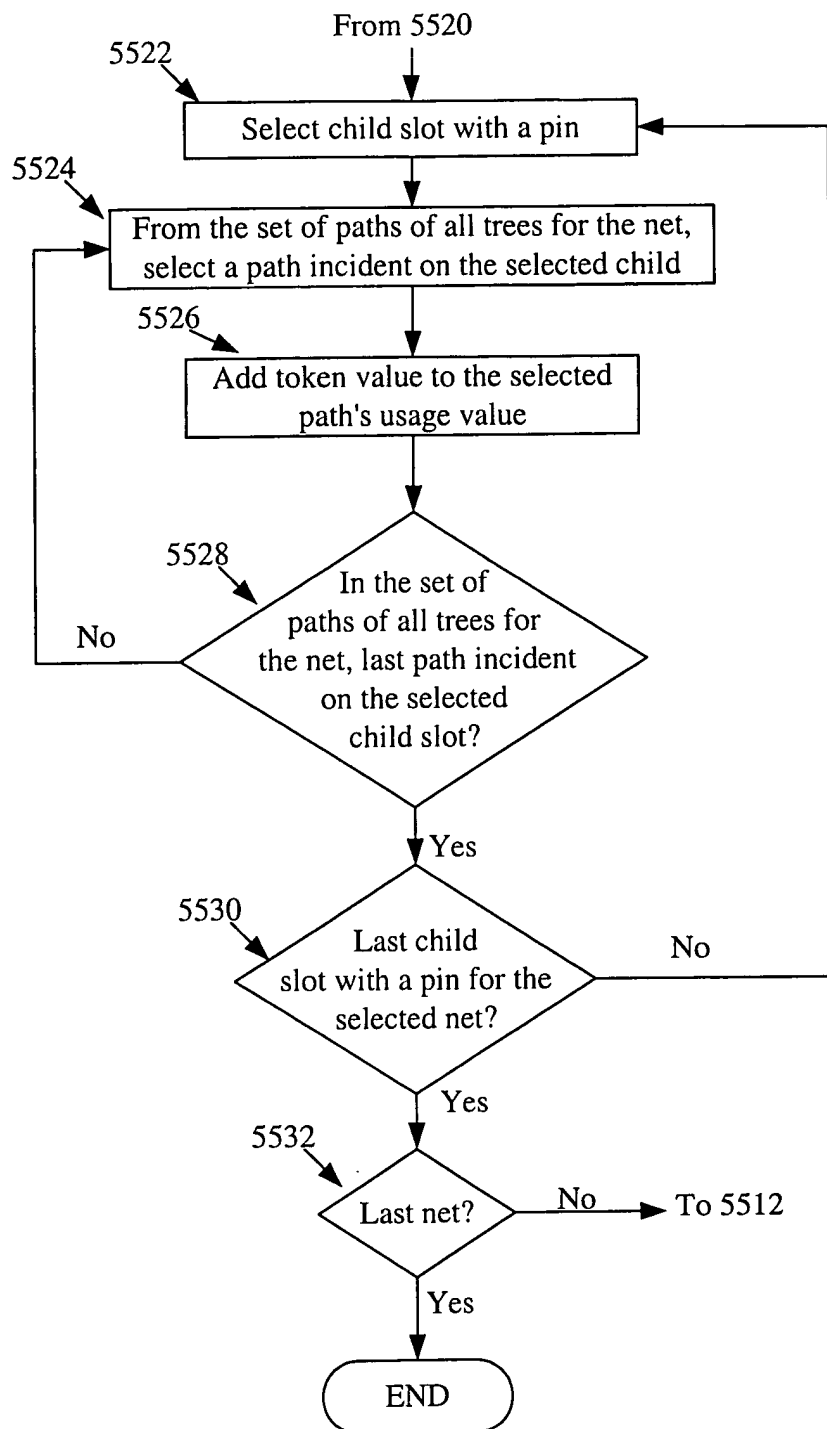 From 5520
5522
Select child slot with a pin
5524
From the set of paths of all trees for the net,
select a path incident on the selected child
5526
Add token value to the selected
path's usage value
5528
In the set of
paths of all trees for
the net, last path incident
on the selected
child slot?
No
Yes
5530
Last child
slot with a pin for the
selected net?
No
Yes
5532
Last net?
No
To 5512
Yes
END